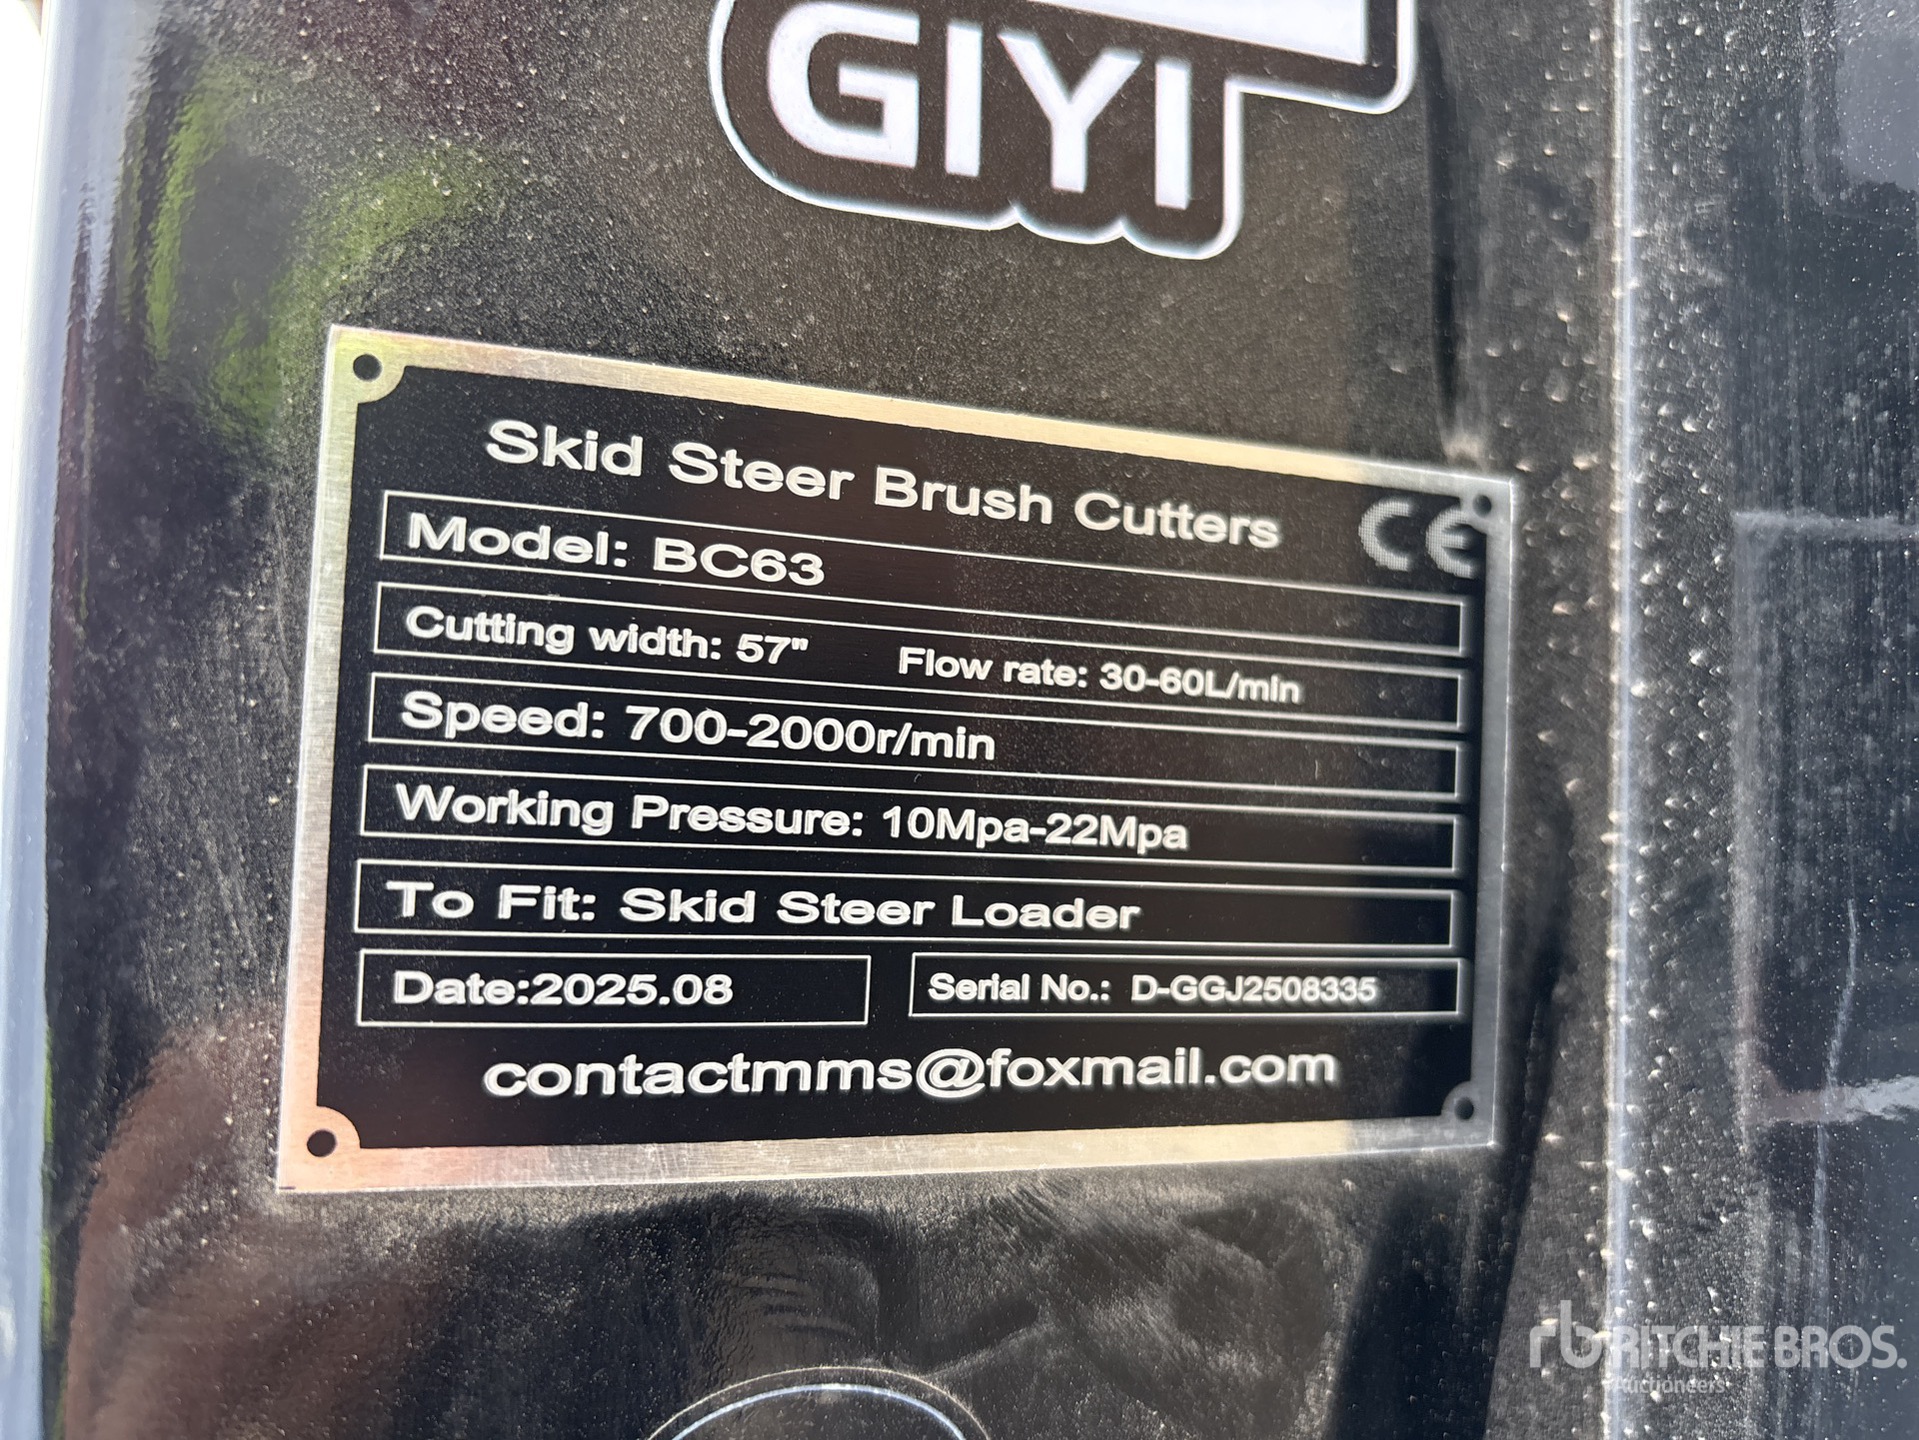 GIYI
Skid Steer Brush Cutters
CE
Model: BC63
Cutting width: 57" Flow rate: 30-60L/min
Speed: 700-2000r/min
Working Pressure: 10Mpa-22Mpa
To Fit: Skid Steer Loader
Date:2025.08 Serial No.: D-GGJ2508335
contactmms@foxmail.com
rb RITCHIE BROS.
Auctioneers